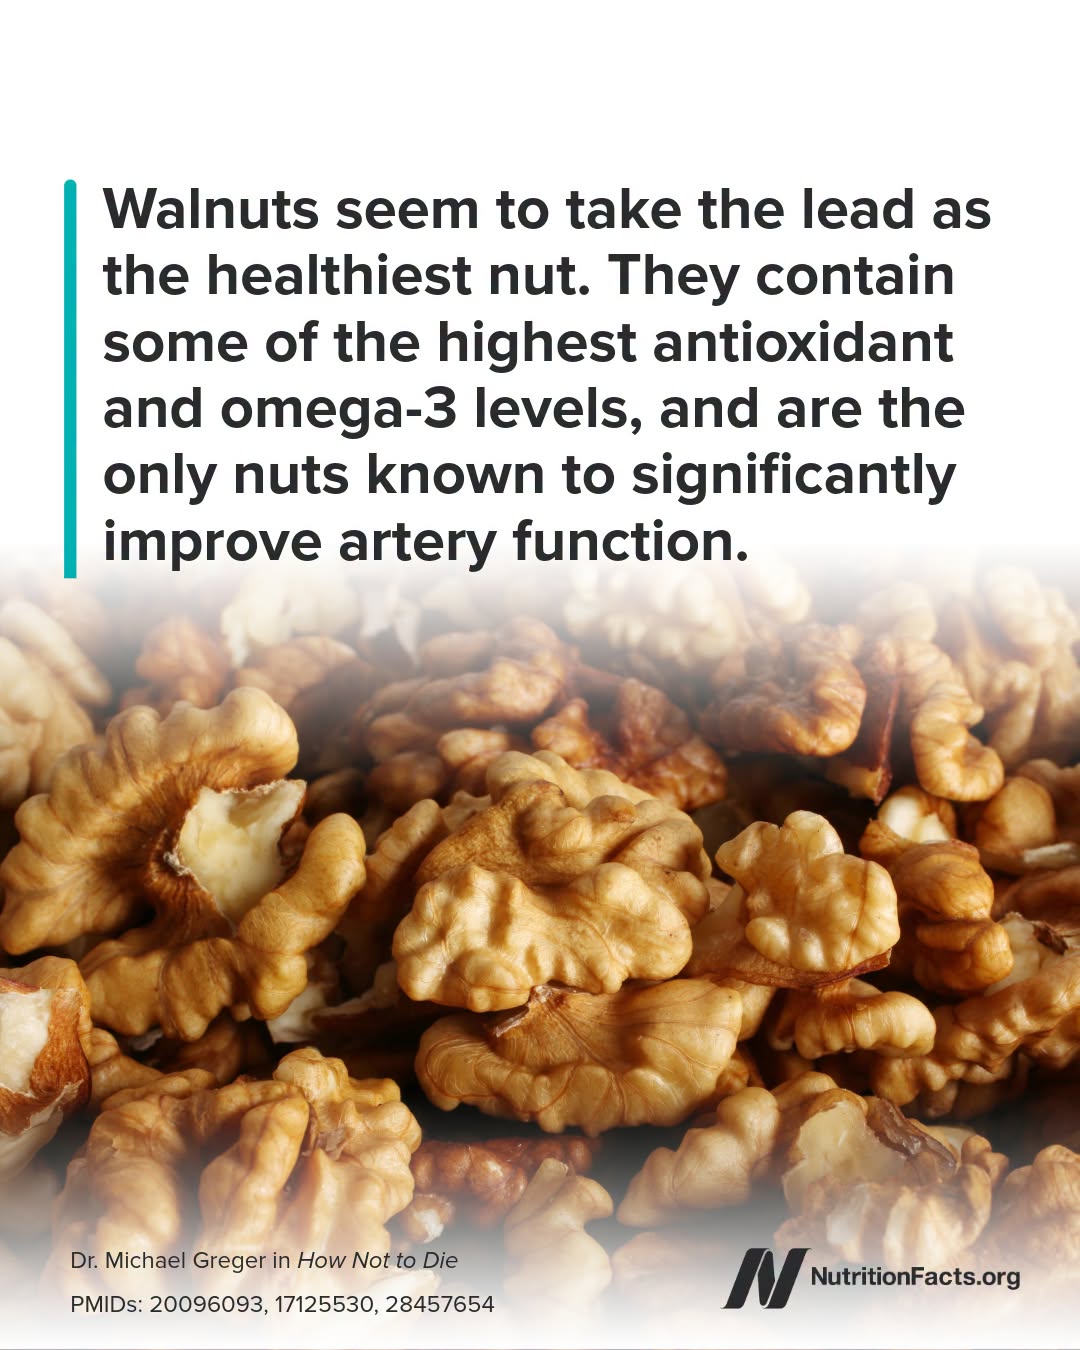 Walnuts seem to take the lead as
the healthiest nut. They contain
some of the highest antioxidant
and omega-3 levels, and are the
only nuts known to significantly
improve artery function.
Dr. Michael Greger in How Not to Die
PMIDs: 20096093, 17125530, 28457654
NutritionFacts.org